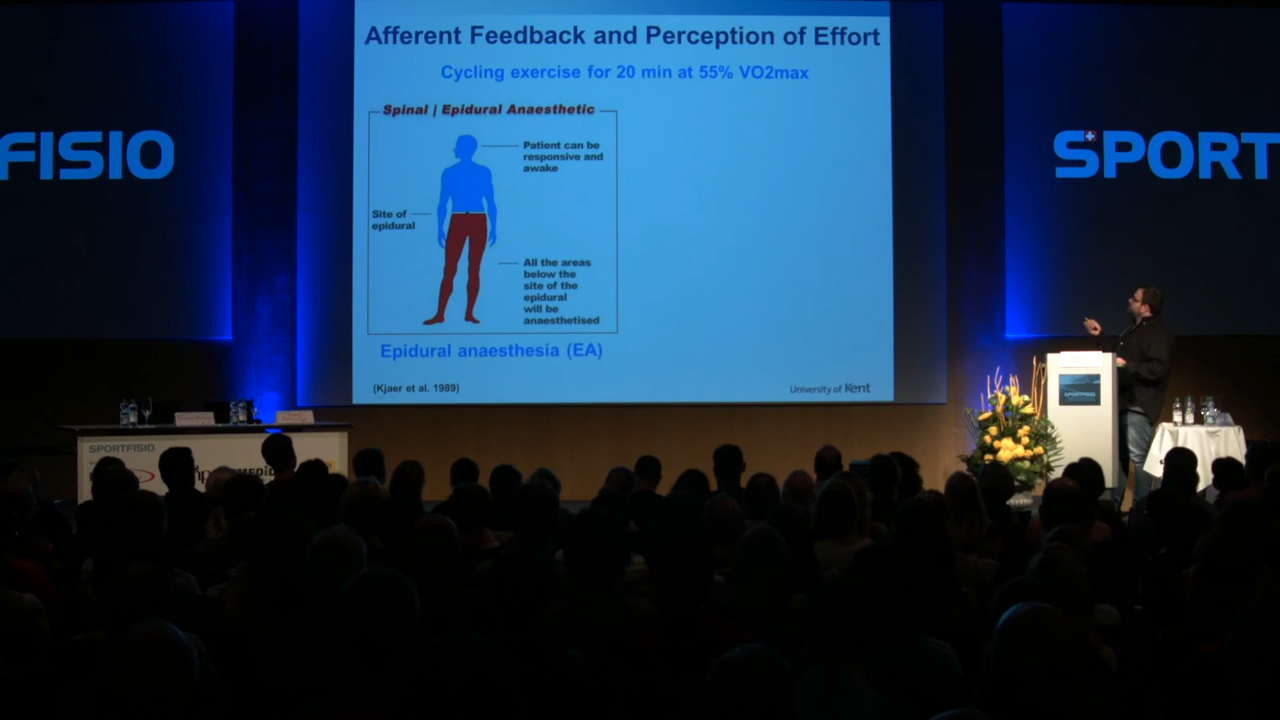 Afferent Feedback and Perception of Effort
Cycling exercise for 20 min at 55% VO2max
Spinal | Epidural Anaesthetic
Patient can be
responsive and
awake
Site of
epidural
All the areas
below the
site of the
epidural
will be
anaesthetised
Epidural anaesthesia (EA)
(Kjaer et al. 1989)
University of Kent
FISIO
SPORT
SPORTFISIO
SPORTFISIO